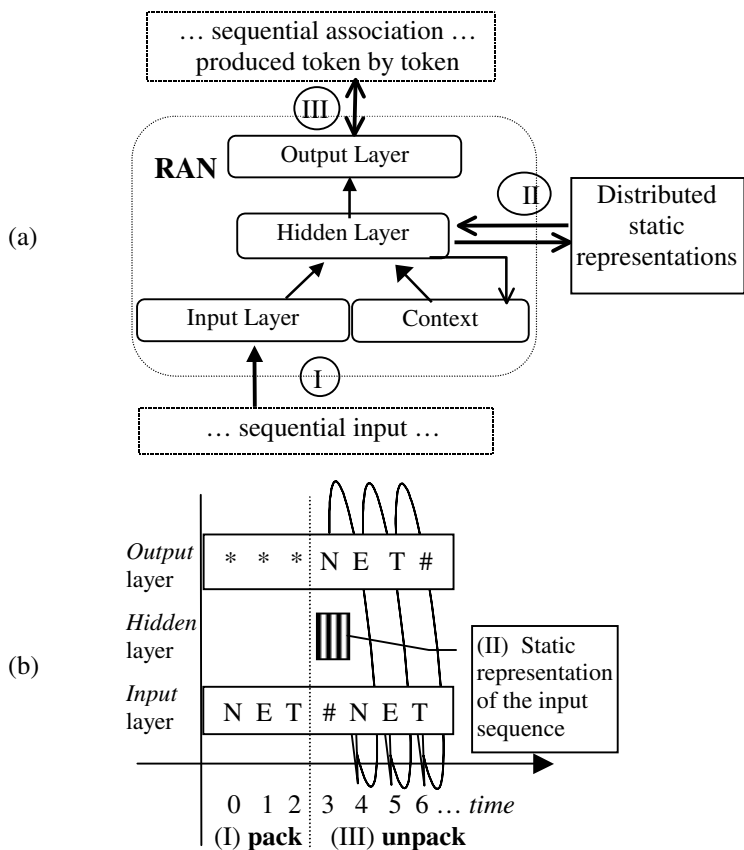 … sequential association …
produced token by token
III
RAN
Output Layer
II
Distributed
static
representations
(a)
Hidden Layer
Input Layer
Context
I
… sequential input …
Output
layer
* * * N E T #
Hidden
layer
(b)
(II) Static
representation
of the input
sequence
Input
layer
N E T # N E T
0 1 2 3 4 5 6 … time
(I) pack (III) unpack